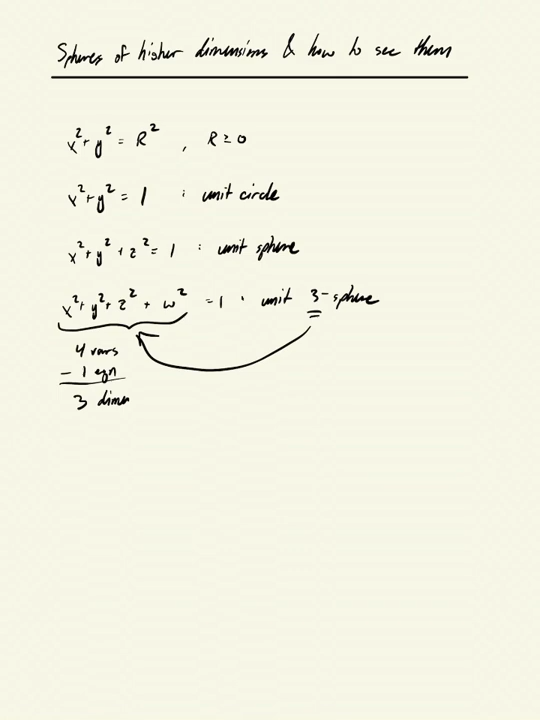 Spheres of higher dimensions & how to see them
x² + y² = R² , R ≥ 0
x² + y² = 1 : unit circle
x² + y² + z² = 1 : unit sphere
x² + y² + z² + w² = 1 : unit 3-sphere
4 vars
− 1 eqn
3 dimen